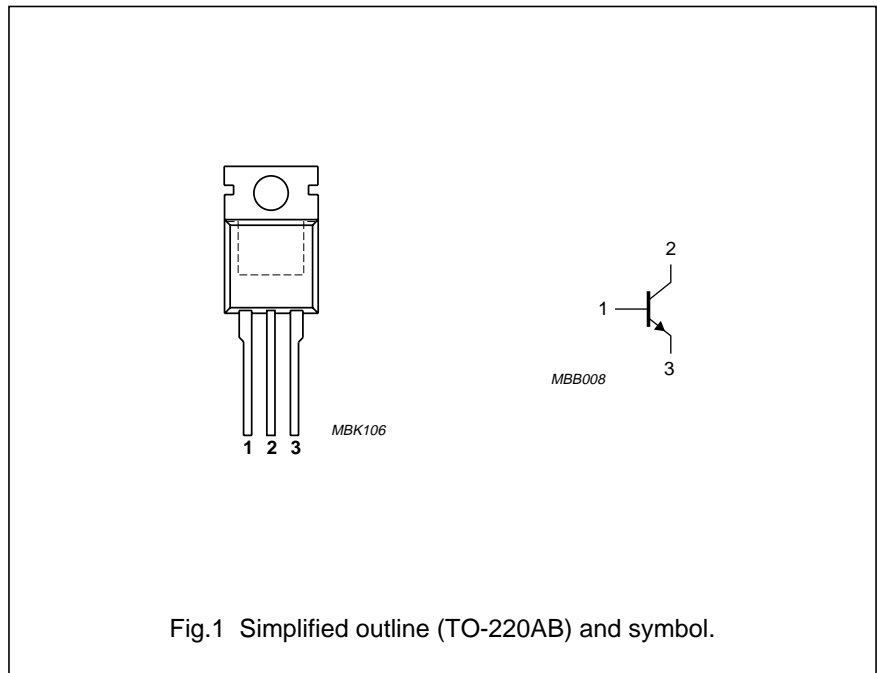 2
1
3
MBB008
MBK106
1 2 3
Fig.1 Simplified outline (TO-220AB) and symbol.